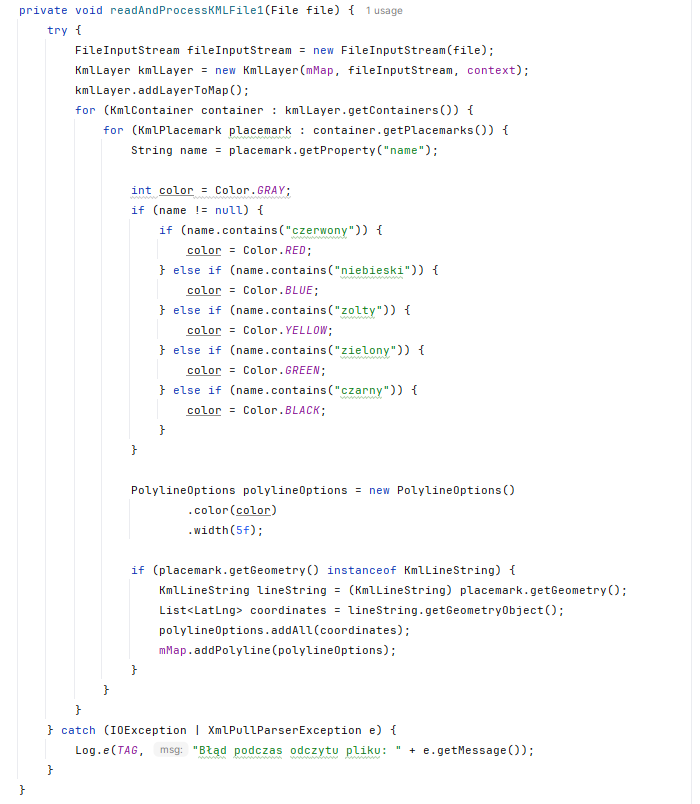 private void readAndProcessKMLFile1(File file) { 1 usage
    try {
        FileInputStream fileInputStream = new FileInputStream(file);
        KmlLayer kmlLayer = new KmlLayer(mMap, fileInputStream, context);
        kmlLayer.addLayerToMap();
        for (KmlContainer container : kmlLayer.getContainers()) {
            for (KmlPlacemark placemark : container.getPlacemarks()) {
                String name = placemark.getProperty("name");

                int color = Color.GRAY;
                if (name != null) {
                    if (name.contains("czerwony")) {
                        color = Color.RED;
                    } else if (name.contains("niebieski")) {
                        color = Color.BLUE;
                    } else if (name.contains("zolty")) {
                        color = Color.YELLOW;
                    } else if (name.contains("zielony")) {
                        color = Color.GREEN;
                    } else if (name.contains("czarny")) {
                        color = Color.BLACK;
                    }
                }

                PolylineOptions polylineOptions = new PolylineOptions()
                        .color(color)
                        .width(5f);

                if (placemark.getGeometry() instanceof KmlLineString) {
                    KmlLineString lineString = (KmlLineString) placemark.getGeometry();
                    List<LatLng> coordinates = lineString.getGeometryObject();
                    polylineOptions.addAll(coordinates);
                    mMap.addPolyline(polylineOptions);
                }
            }
        }
    } catch (IOException | XmlPullParserException e) {
        Log.e(TAG, msg: "Błąd podczas odczytu pliku: " + e.getMessage());
    }
}